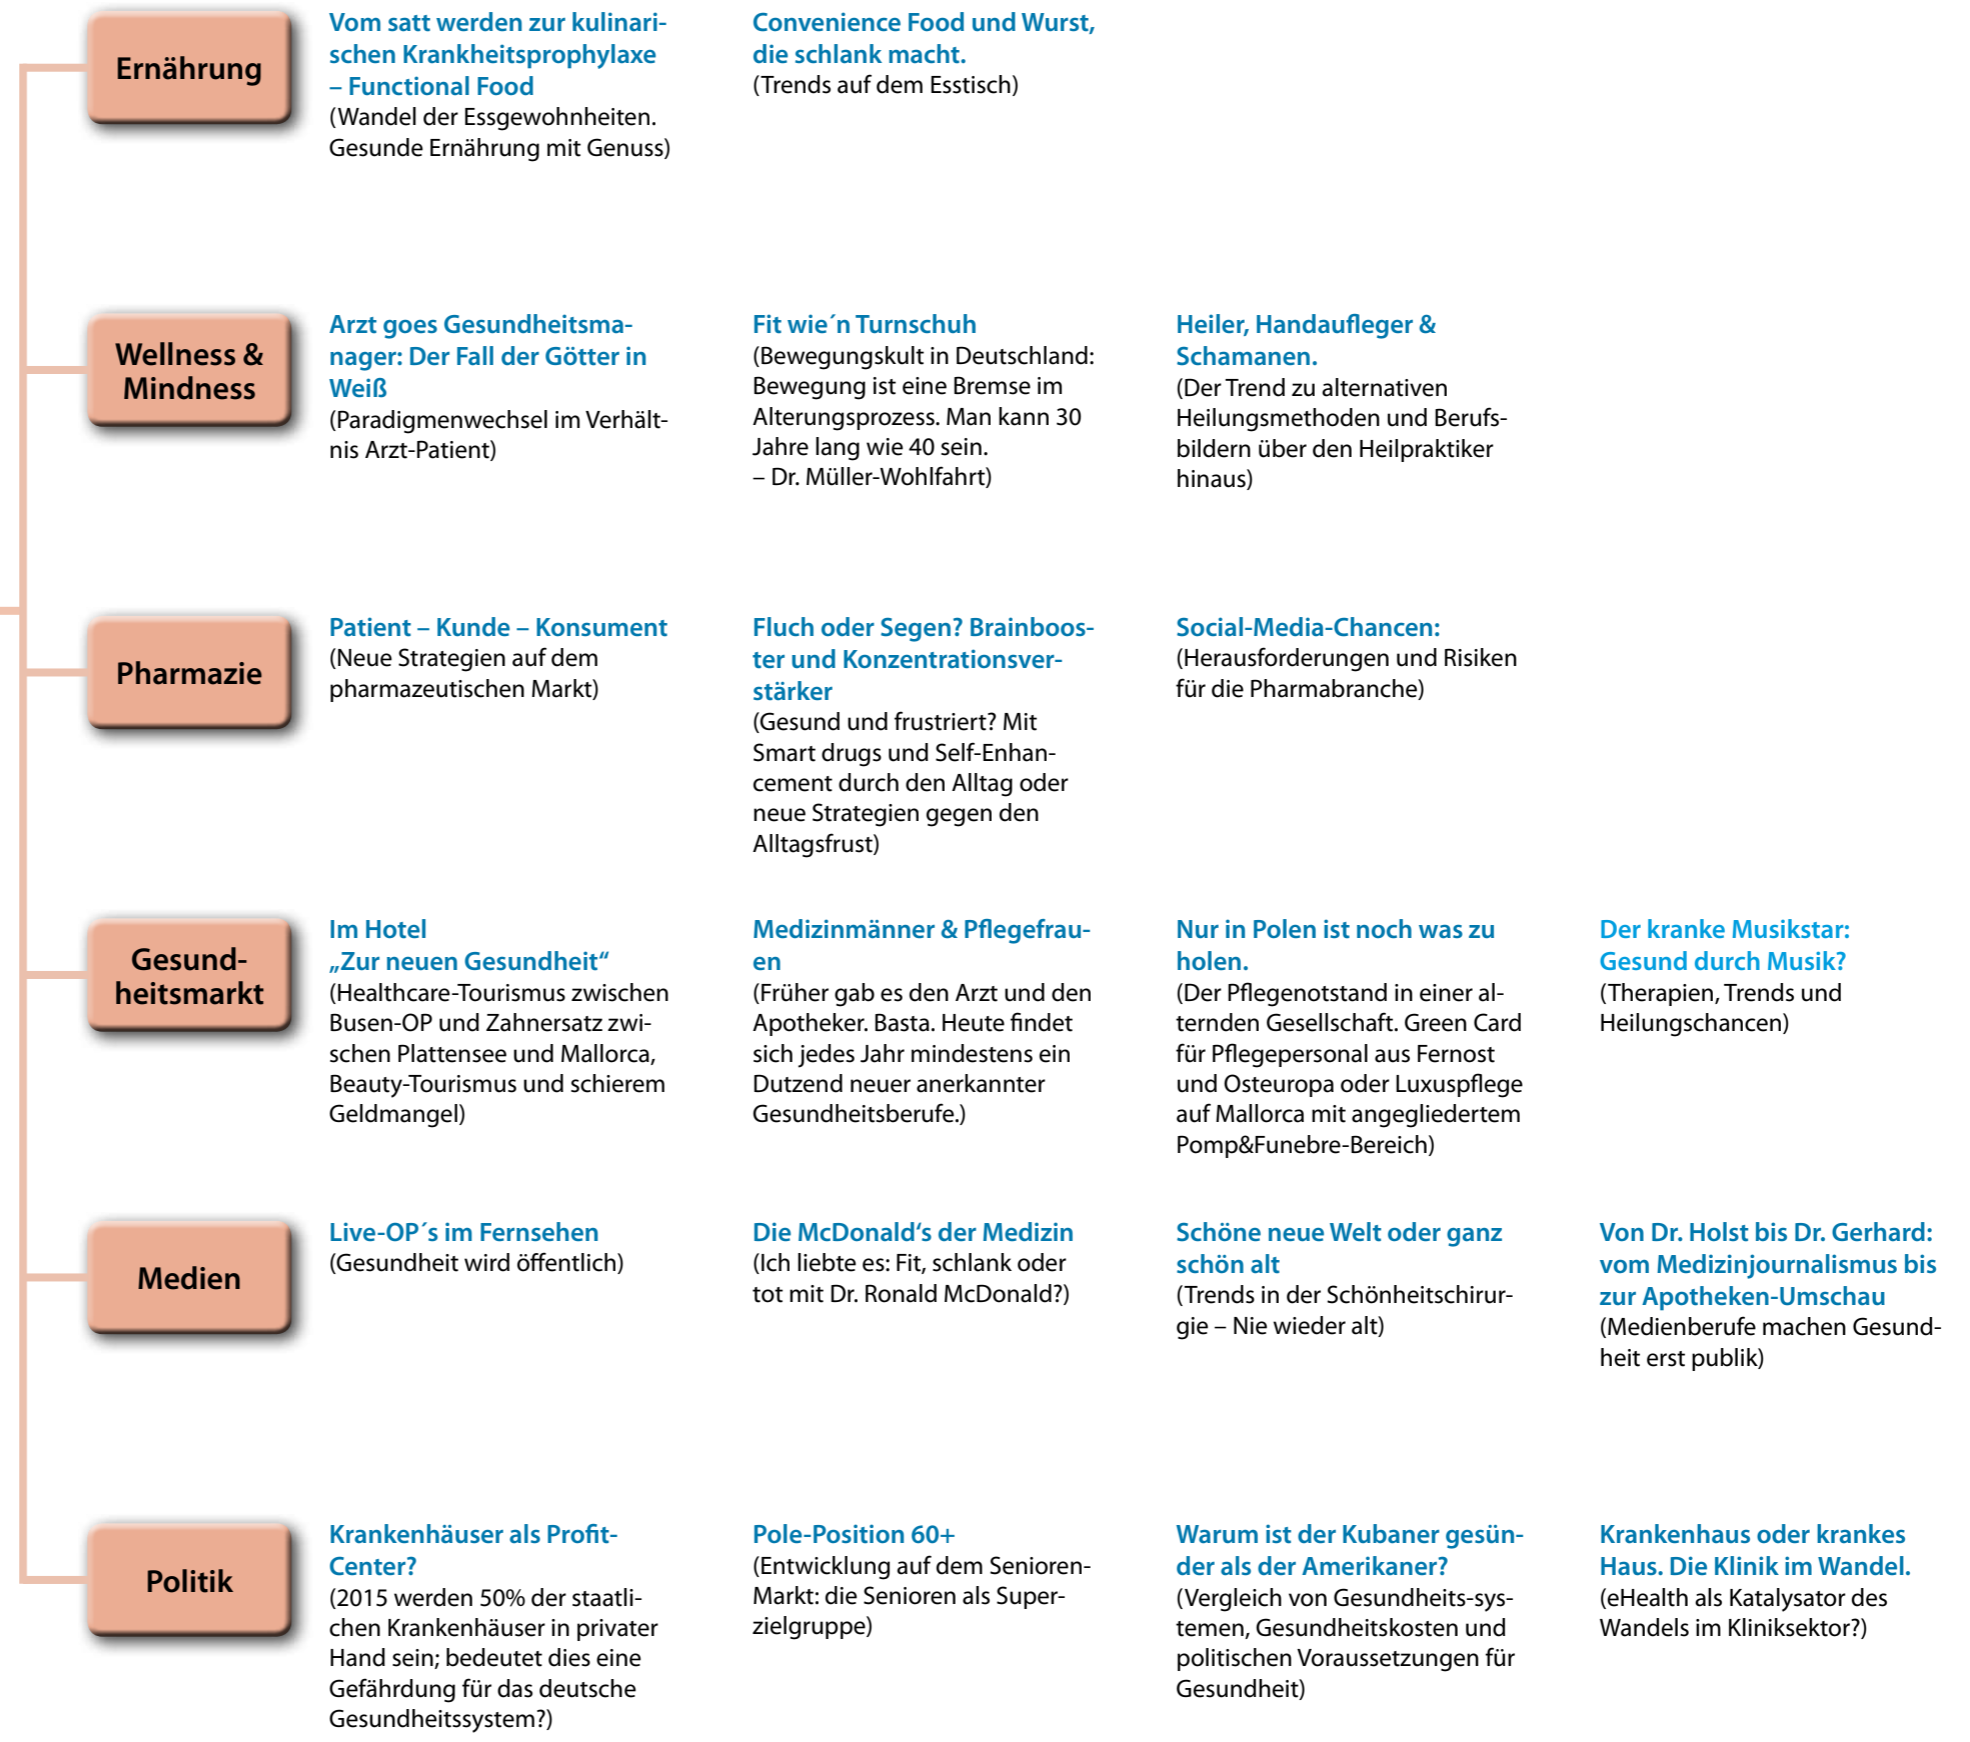 Ernährung
Vom satt werden zur kulinari-
schen Krankheitsprophylaxe
– Functional Food
(Wandel der Essgewohnheiten.
Gesunde Ernährung mit Genuss)
Convenience Food und Wurst,
die schlank macht.
(Trends auf dem Esstisch)
Wellness &
Mindness
Arzt goes Gesundheitsma-
nager: Der Fall der Götter in
Weiß
(Paradigmenwechsel im Verhält-
nis Arzt-Patient)
Fit wie´n Turnschuh
(Bewegungskult in Deutschland:
Bewegung ist eine Bremse im
Alterungsprozess. Man kann 30
Jahre lang wie 40 sein.
– Dr. Müller-Wohlfahrt)
Heiler, Handaufleger &
Schamanen.
(Der Trend zu alternativen
Heilungsmethoden und Berufs-
bildern über den Heilpraktiker
hinaus)
Pharmazie
Patient – Kunde – Konsument
(Neue Strategien auf dem
pharmazeutischen Markt)
Fluch oder Segen? Brainboos-
ter und Konzentrationsver-
stärker
(Gesund und frustriert? Mit
Smart drugs und Self-Enhan-
cement durch den Alltag oder
neue Strategien gegen den
Alltagsfrust)
Social-Media-Chancen:
(Herausforderungen und Risiken
für die Pharmabranche)
Gesund-
heitsmarkt
Im Hotel
„Zur neuen Gesundheit“
(Healthcare-Tourismus zwischen
Busen-OP und Zahnersatz zwi-
schen Plattensee und Mallorca,
Beauty-Tourismus und schierem
Geldmangel)
Medizinmänner & Pflegefrau-
en
(Früher gab es den Arzt und den
Apotheker. Basta. Heute findet
sich jedes Jahr mindestens ein
Dutzend neuer anerkannter
Gesundheitsberufe.)
Nur in Polen ist noch was zu
holen.
(Der Pflegenotstand in einer al-
ternden Gesellschaft. Green Card
für Pflegepersonal aus Fernost
und Osteuropa oder Luxuspflege
auf Mallorca mit angegliedertem
Pomp&Funebre-Bereich)
Der kranke Musikstar:
Gesund durch Musik?
(Therapien, Trends und
Heilungschancen)
Medien
Live-OP´s im Fernsehen
(Gesundheit wird öffentlich)
Die McDonald‘s der Medizin
(Ich liebte es: Fit, schlank oder
tot mit Dr. Ronald McDonald?)
Schöne neue Welt oder ganz
schön alt
(Trends in der Schönheitschirur-
gie – Nie wieder alt)
Von Dr. Holst bis Dr. Gerhard:
vom Medizinjournalismus bis
zur Apotheken-Umschau
(Medienberufe machen Gesund-
heit erst publik)
Politik
Krankenhäuser als Profit-
Center?
(2015 werden 50% der staatli-
chen Krankenhäuser in privater
Hand sein; bedeutet dies eine
Gefährdung für das deutsche
Gesundheitssystem?)
Pole-Position 60+
(Entwicklung auf dem Senioren-
Markt: die Senioren als Super-
zielgruppe)
Warum ist der Kubaner gesün-
der als der Amerikaner?
(Vergleich von Gesundheits-sys-
temen, Gesundheitskosten und
politischen Voraussetzungen für
Gesundheit)
Krankenhaus oder krankes
Haus. Die Klinik im Wandel.
(eHealth als Katalysator des
Wandels im Kliniksektor?)